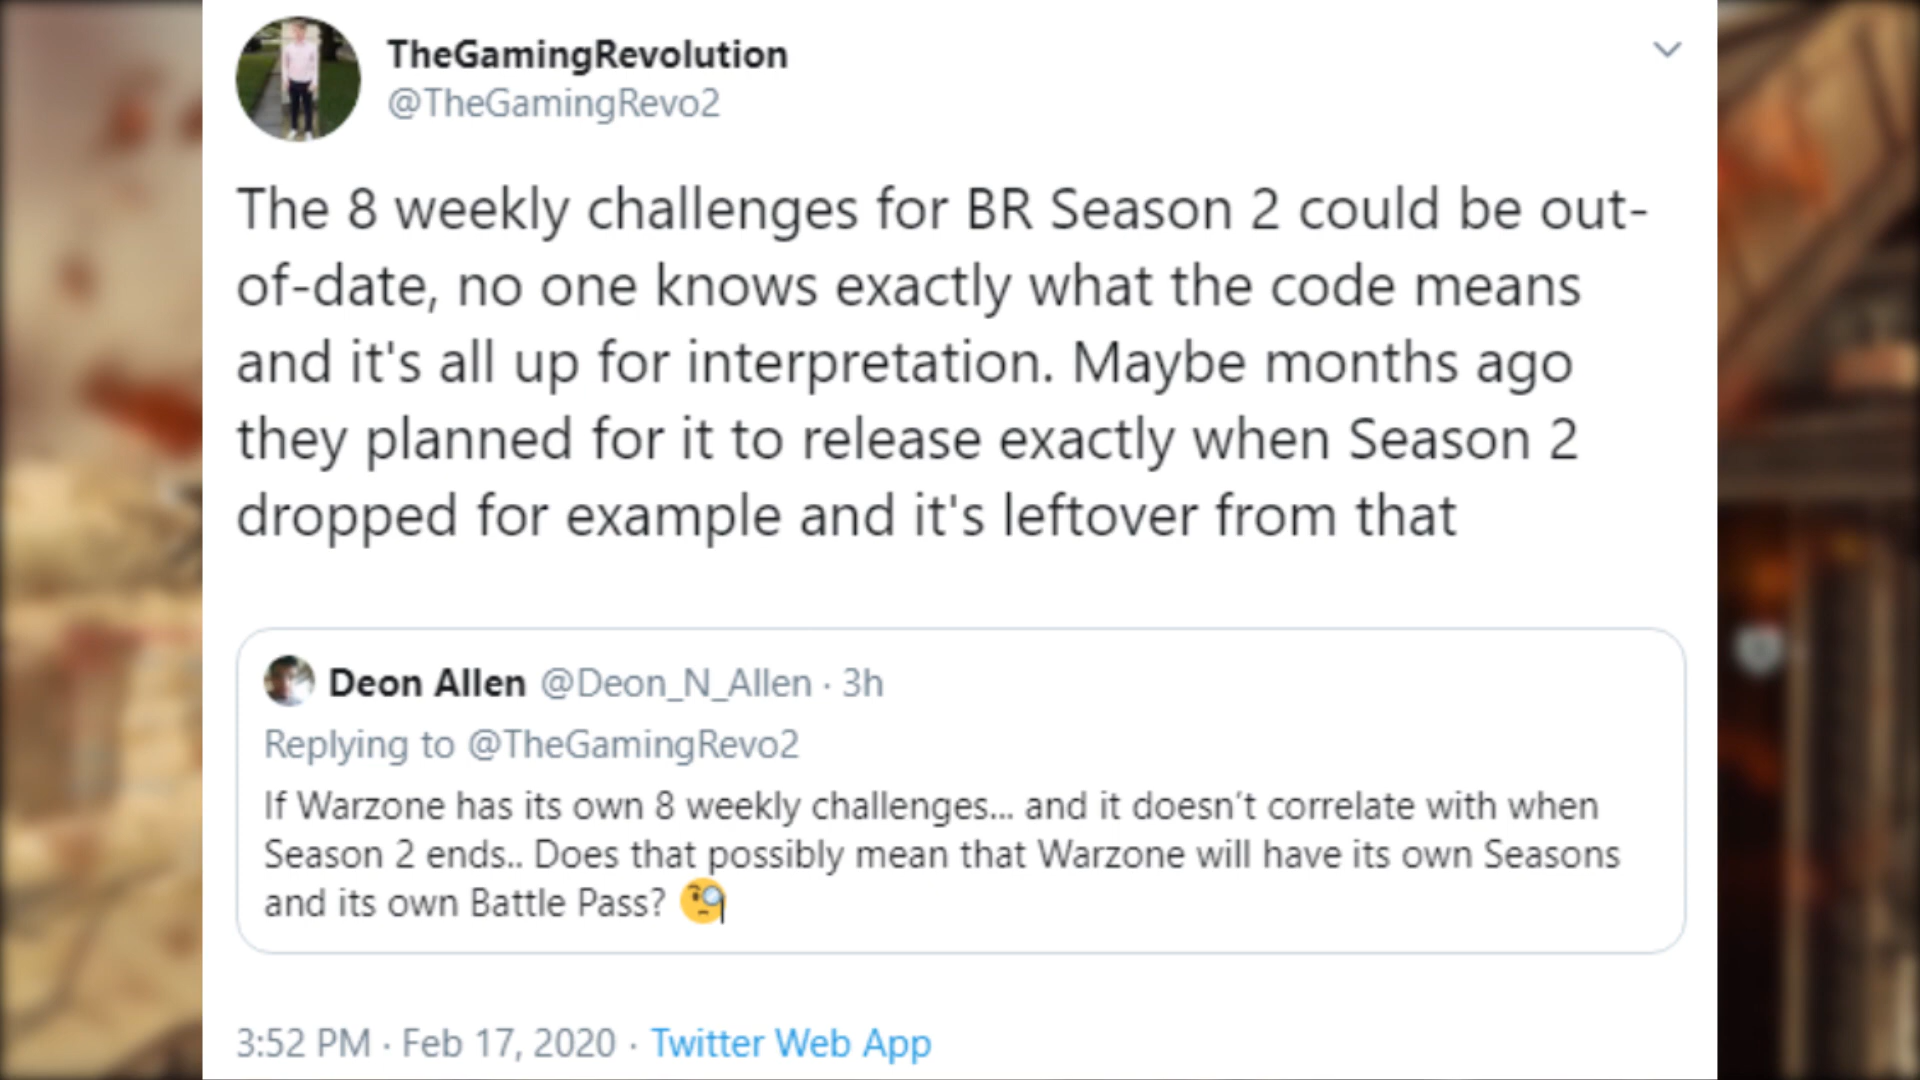 TheGamingRevolution
@TheGamingRevo2
The 8 weekly challenges for BR Season 2 could be out-
of-date, no one knows exactly what the code means
and it's all up for interpretation. Maybe months ago
they planned for it to release exactly when Season 2
dropped for example and it's leftover from that
Deon Allen @Deon_N_Allen · 3h
Replying to @TheGamingRevo2
If Warzone has its own 8 weekly challenges... and it doesn’t correlate with when
Season 2 ends.. Does that possibly mean that Warzone will have its own Seasons
and its own Battle Pass? 🧐
3:52 PM · Feb 17, 2020 · Twitter Web App